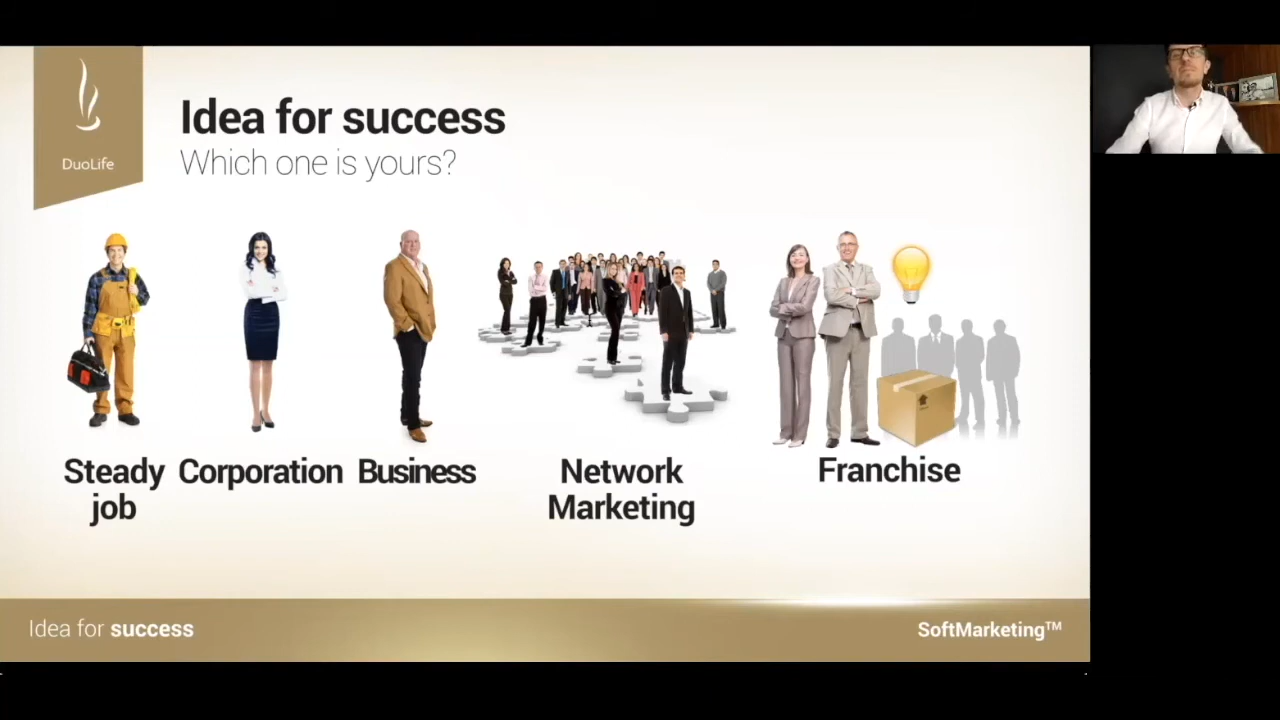 DuoLife
Idea for success
Which one is yours?
Steady
job
Corporation
Business
Network
Marketing
Franchise
Idea for success
SoftMarketing™